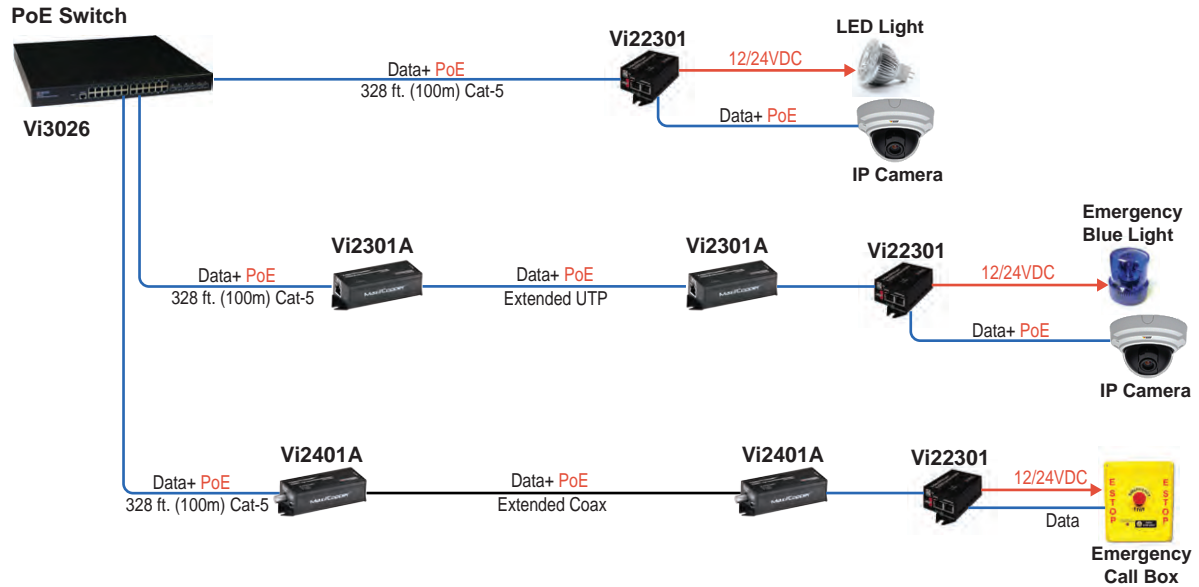 PoE Switch
Vi3026
Data+ PoE
328 ft. (100m) Cat-5
Vi22301
12/24VDC
LED Light
Data+ PoE
IP Camera
Data+ PoE
328 ft. (100m) Cat-5
Vi2301A
Data+ PoE
Extended UTP
Vi2301A
Vi22301
12/24VDC
Emergency
Blue Light
Data+ PoE
IP Camera
Data+ PoE
328 ft. (100m) Cat-5
Vi2401A
Data+ PoE
Extended Coax
Vi2401A
Vi22301
12/24VDC
Data
ESTOP
ESTOP
Emergency
Call Box